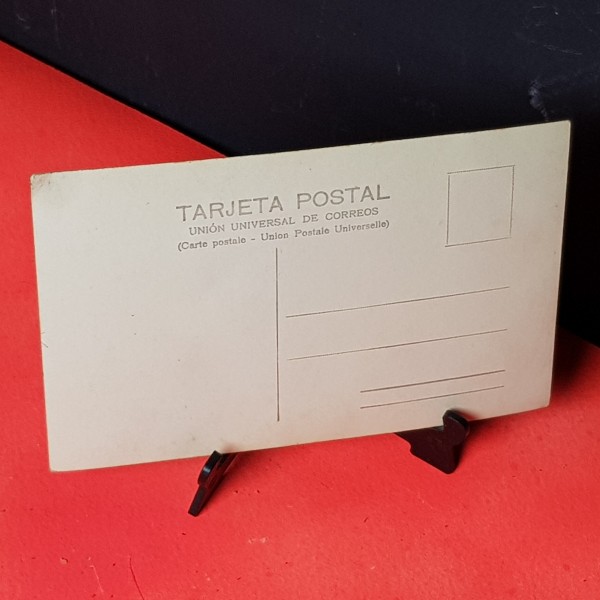 TARJETA POSTAL
UNIÓN UNIVERSAL DE CORREOS
(Carte postale - Union Postale Universelle)